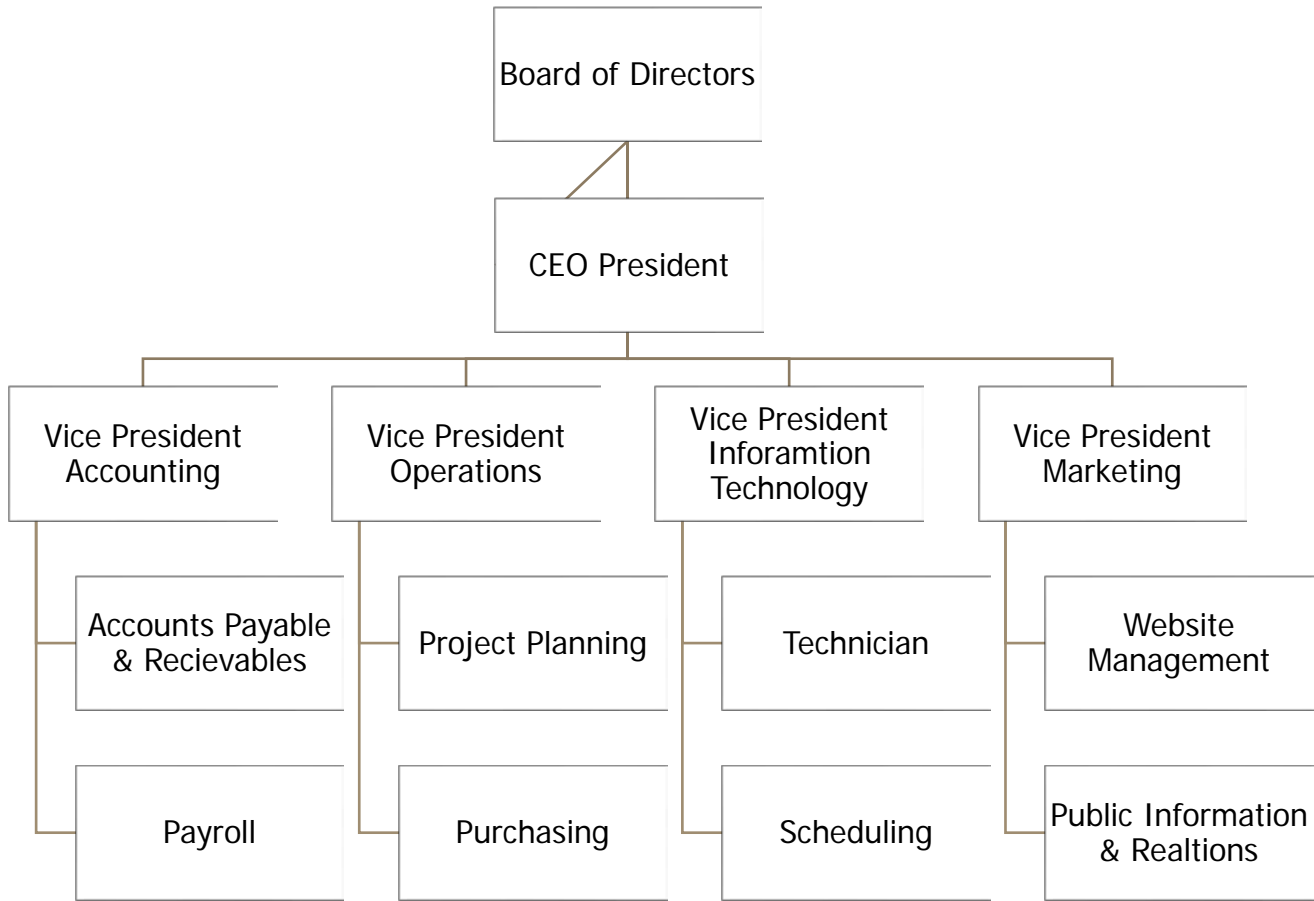 Board of Directors
CEO President
Vice President
Accounting
Vice President
Operations
Vice President
Inforamtion
Technology
Vice President
Marketing
Accounts Payable
& Recievables
Project Planning
Technician
Website
Management
Payroll
Purchasing
Scheduling
Public Information
& Realtions